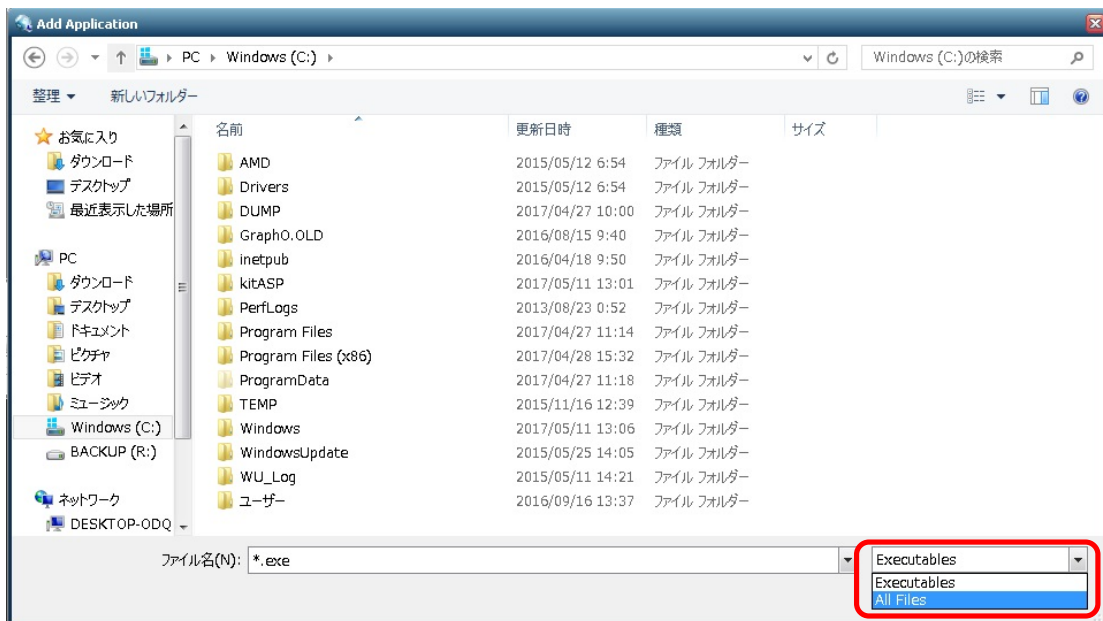 Add Application
PC ▸ Windows (C:) ▸
Windows (C:)の検索
整理 新しいフォルダー
お気に入り
ダウンロード
デスクトップ
最近表示した場所
PC
ダウンロード
デスクトップ
ドキュメント
ピクチャ
ビデオ
ミュージック
Windows (C:)
BACKUP (R:)
ネットワーク
DESKTOP-ODQ
名前 更新日時 種類 サイズ
AMD 2015/05/12 6:54 ファイル フォルダー
Drivers 2015/05/12 6:54 ファイル フォルダー
DUMP 2017/04/27 10:00 ファイル フォルダー
GraphO.OLD 2016/08/15 9:40 ファイル フォルダー
inetpub 2016/04/18 9:50 ファイル フォルダー
kitASP 2017/05/11 13:01 ファイル フォルダー
PerfLogs 2013/08/23 0:52 ファイル フォルダー
Program Files 2017/04/27 11:14 ファイル フォルダー
Program Files (x86) 2017/04/28 15:32 ファイル フォルダー
ProgramData 2017/04/27 11:18 ファイル フォルダー
TEMP 2015/11/16 12:39 ファイル フォルダー
Windows 2017/05/11 13:06 ファイル フォルダー
WindowsUpdate 2015/05/25 14:05 ファイル フォルダー
WU_Log 2015/05/11 14:21 ファイル フォルダー
ユーザー 2016/09/16 13:37 ファイル フォルダー
ファイル名(N): *.exe
Executables
Executables
All Files